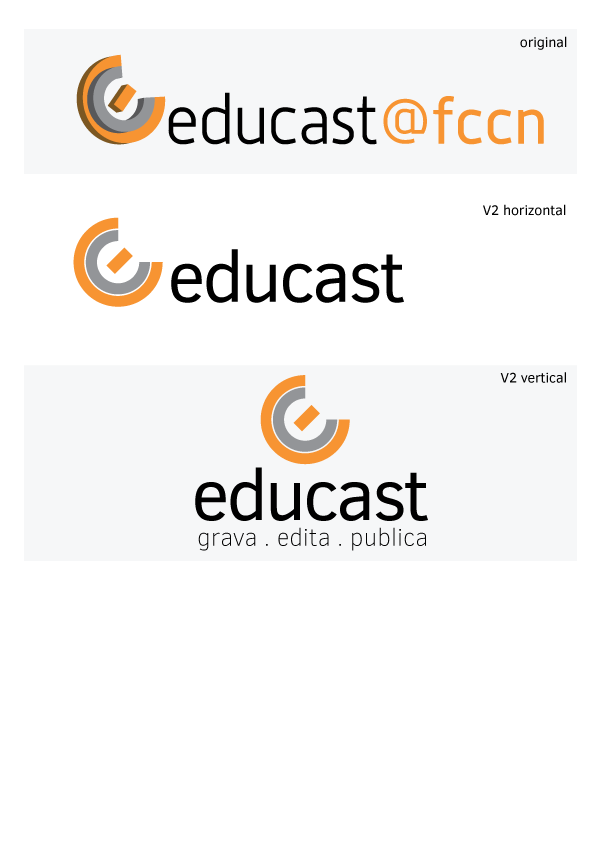 original
educast@fccn
V2 horizontal
educast
V2 vertical
educast
grava . edita . publica